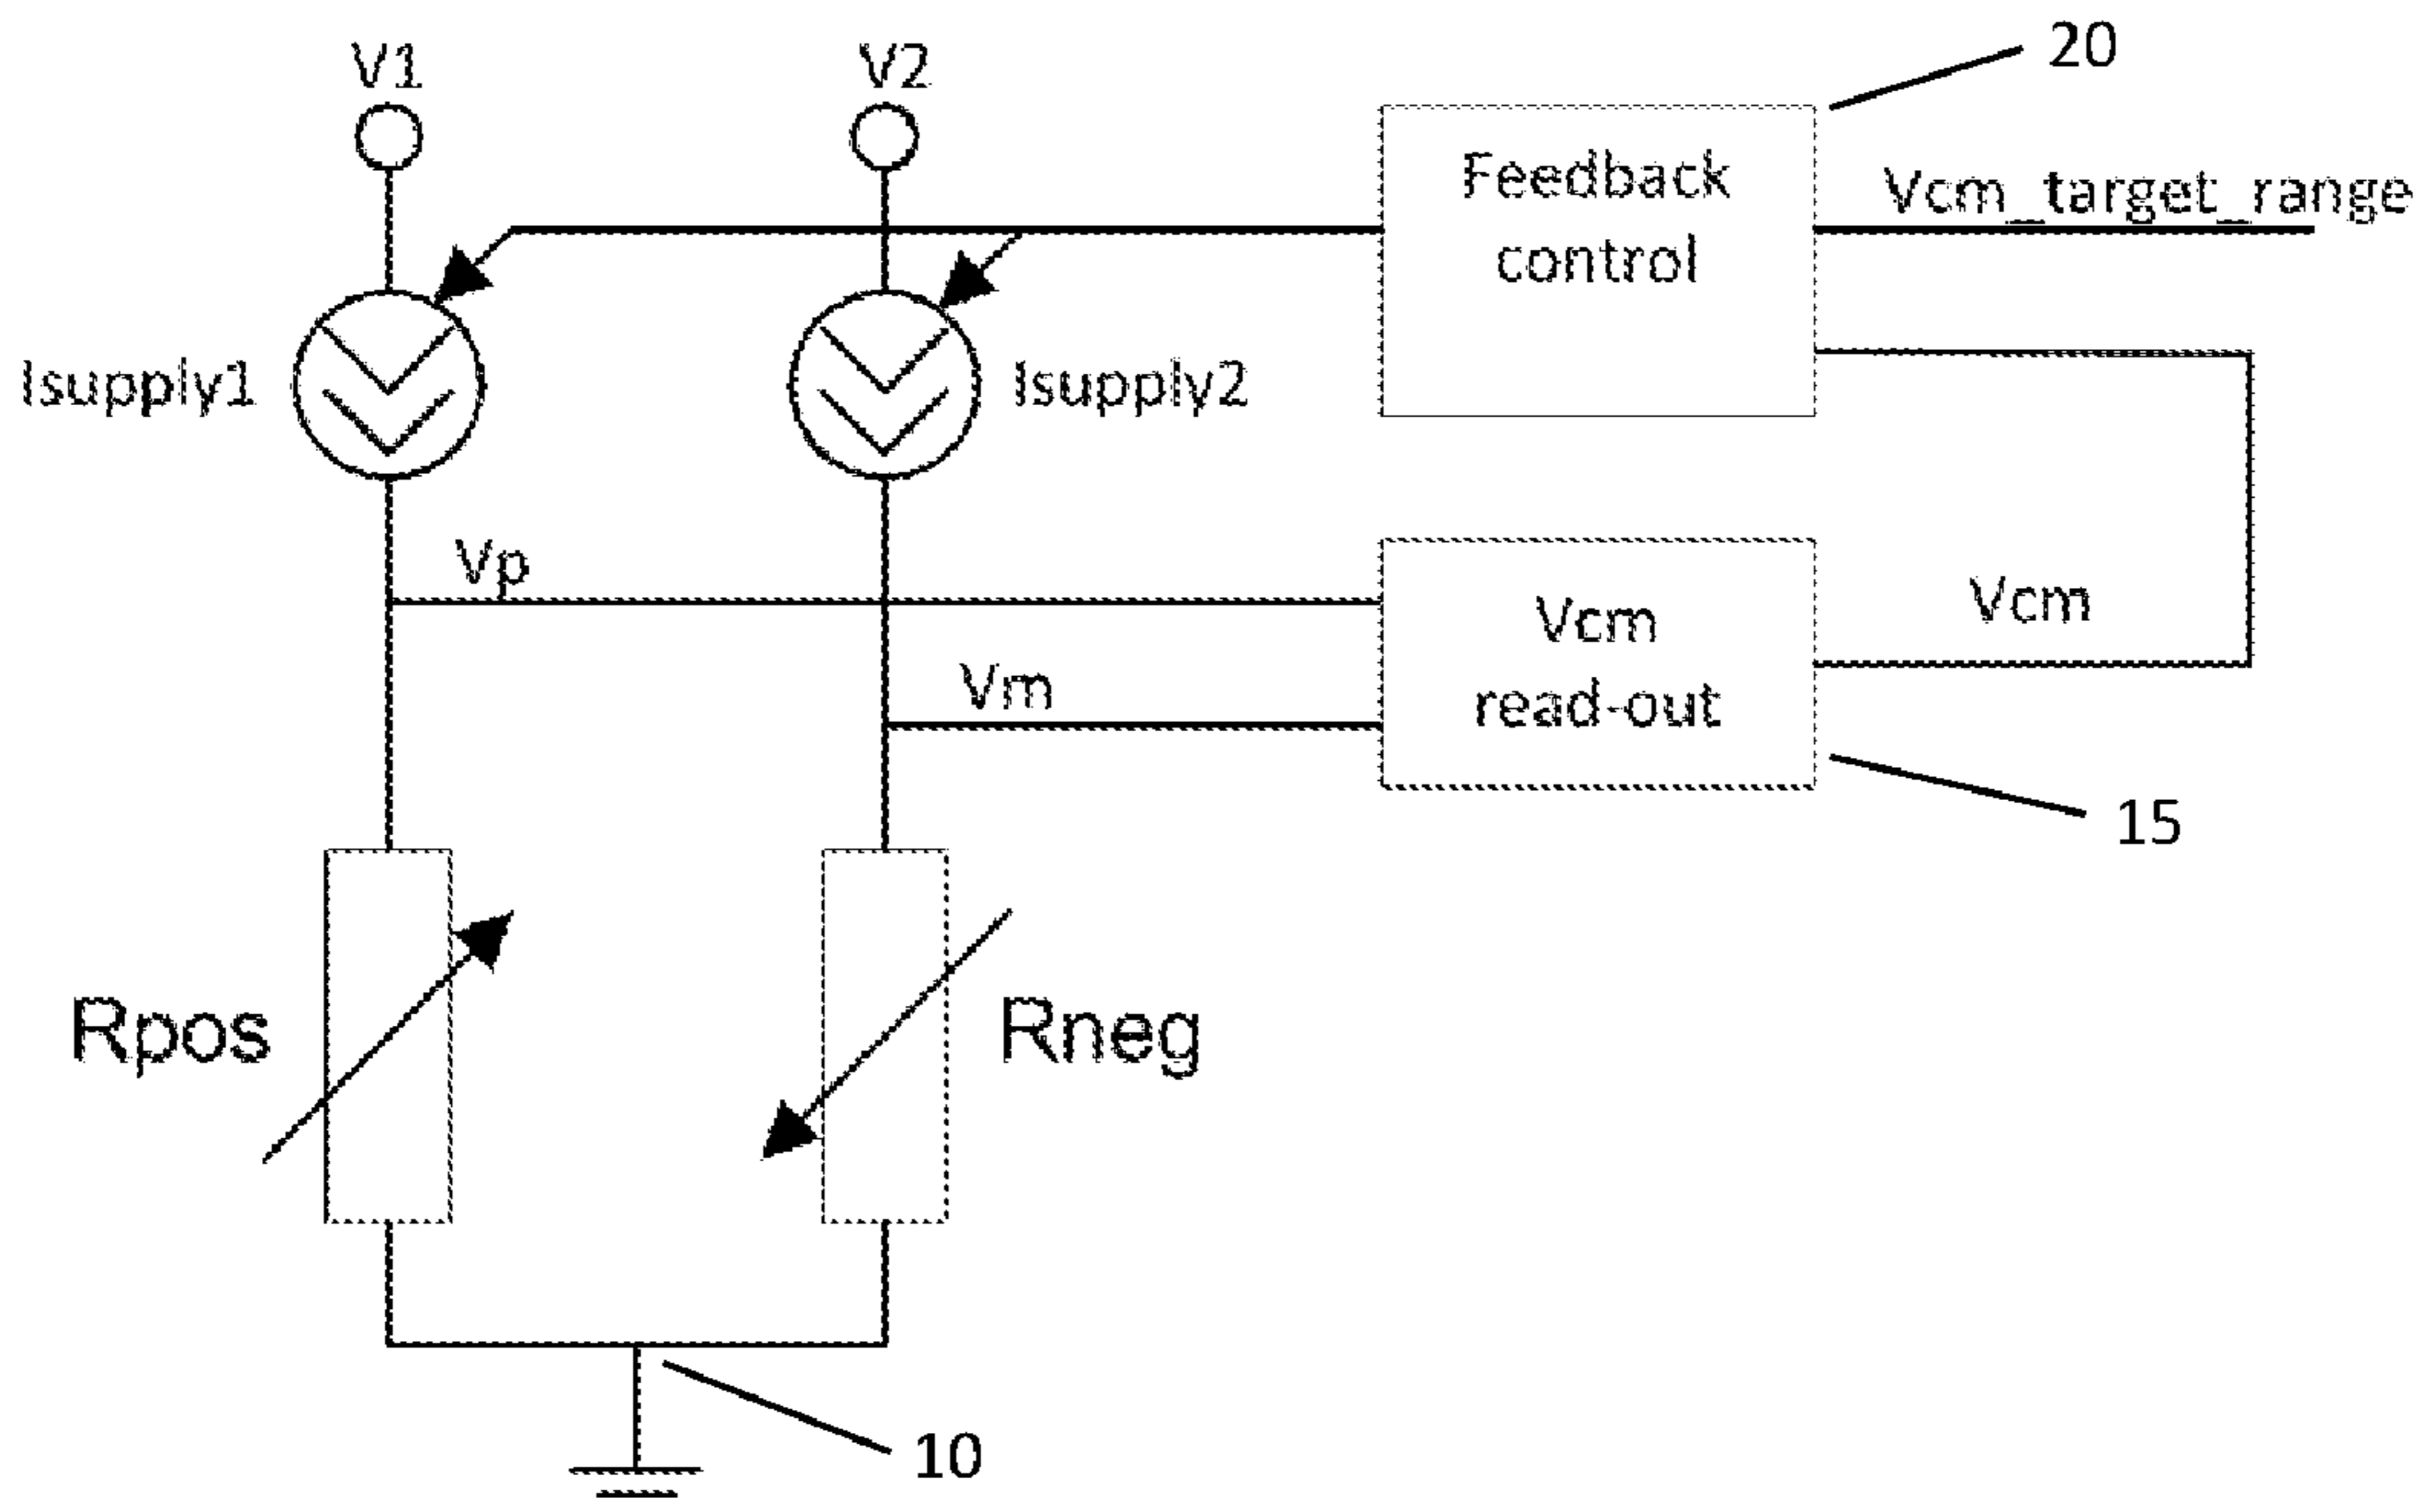 V1
V2
20
Feedback
control
Vcm_target_range
Isupply1
Isupply2
Vp
Vcm
read-out
Vcm
Vm
15
Rpos
Rneg
10